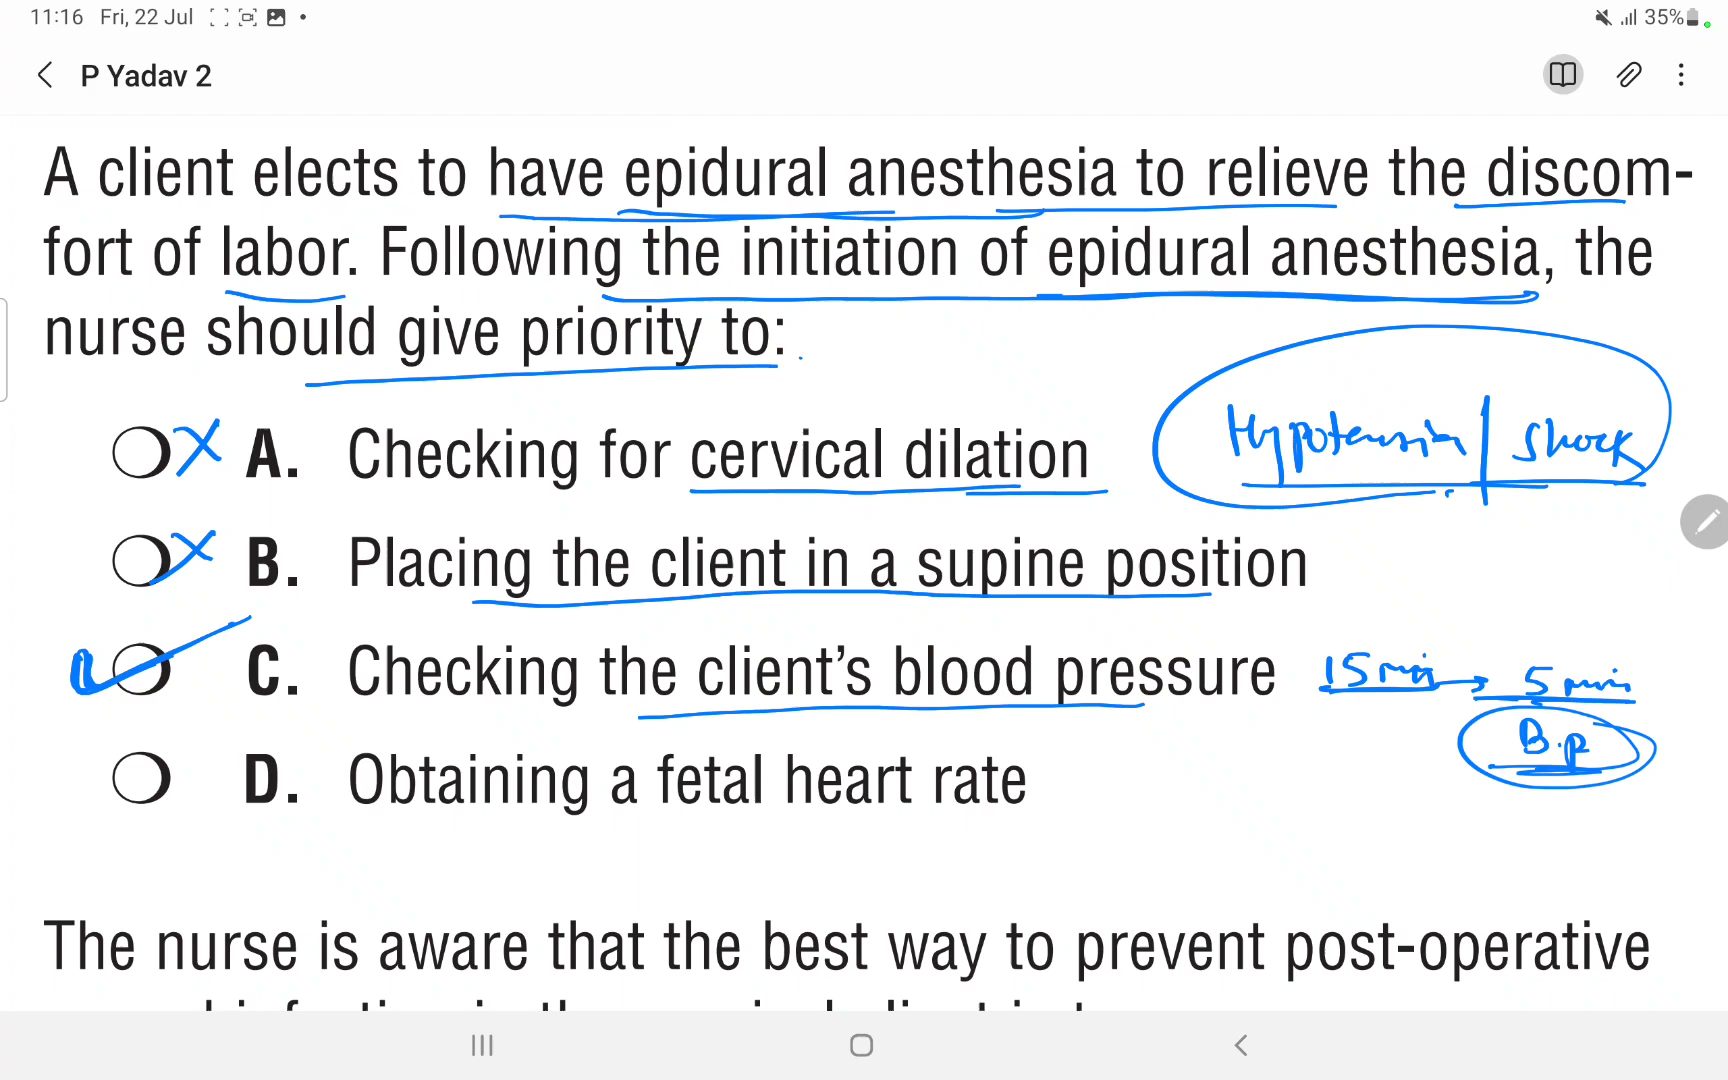 11:16 Fri, 22 Jul 35%
P Yadav 2
A client elects to have epidural anesthesia to relieve the discom-
fort of labor. Following the initiation of epidural anesthesia, the
nurse should give priority to:
A. Checking for cervical dilation
Hypotension | Shock
B. Placing the client in a supine position
C. Checking the client's blood pressure
15 min → 5 min
B.P
D. Obtaining a fetal heart rate
The nurse is aware that the best way to prevent post-operative